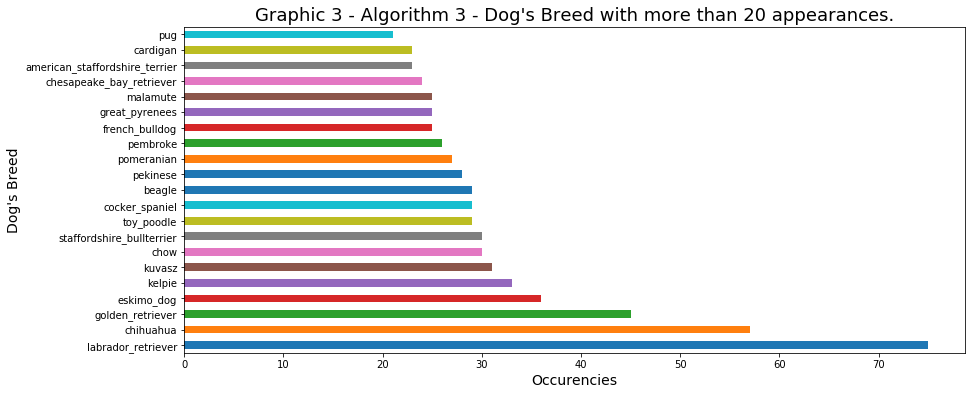 Graphic 3 - Algorithm 3 - Dog's Breed with more than 20 appearances.
Dog's Breed
pug
cardigan
american_staffordshire_terrier
chesapeake_bay_retriever
malamute
great_pyrenees
french_bulldog
pembroke
pomeranian
pekinese
beagle
cocker_spaniel
toy_poodle
staffordshire_bullterrier
chow
kuvasz
kelpie
eskimo_dog
golden_retriever
chihuahua
labrador_retriever
0 10 20 30 40 50 60 70
Occurencies